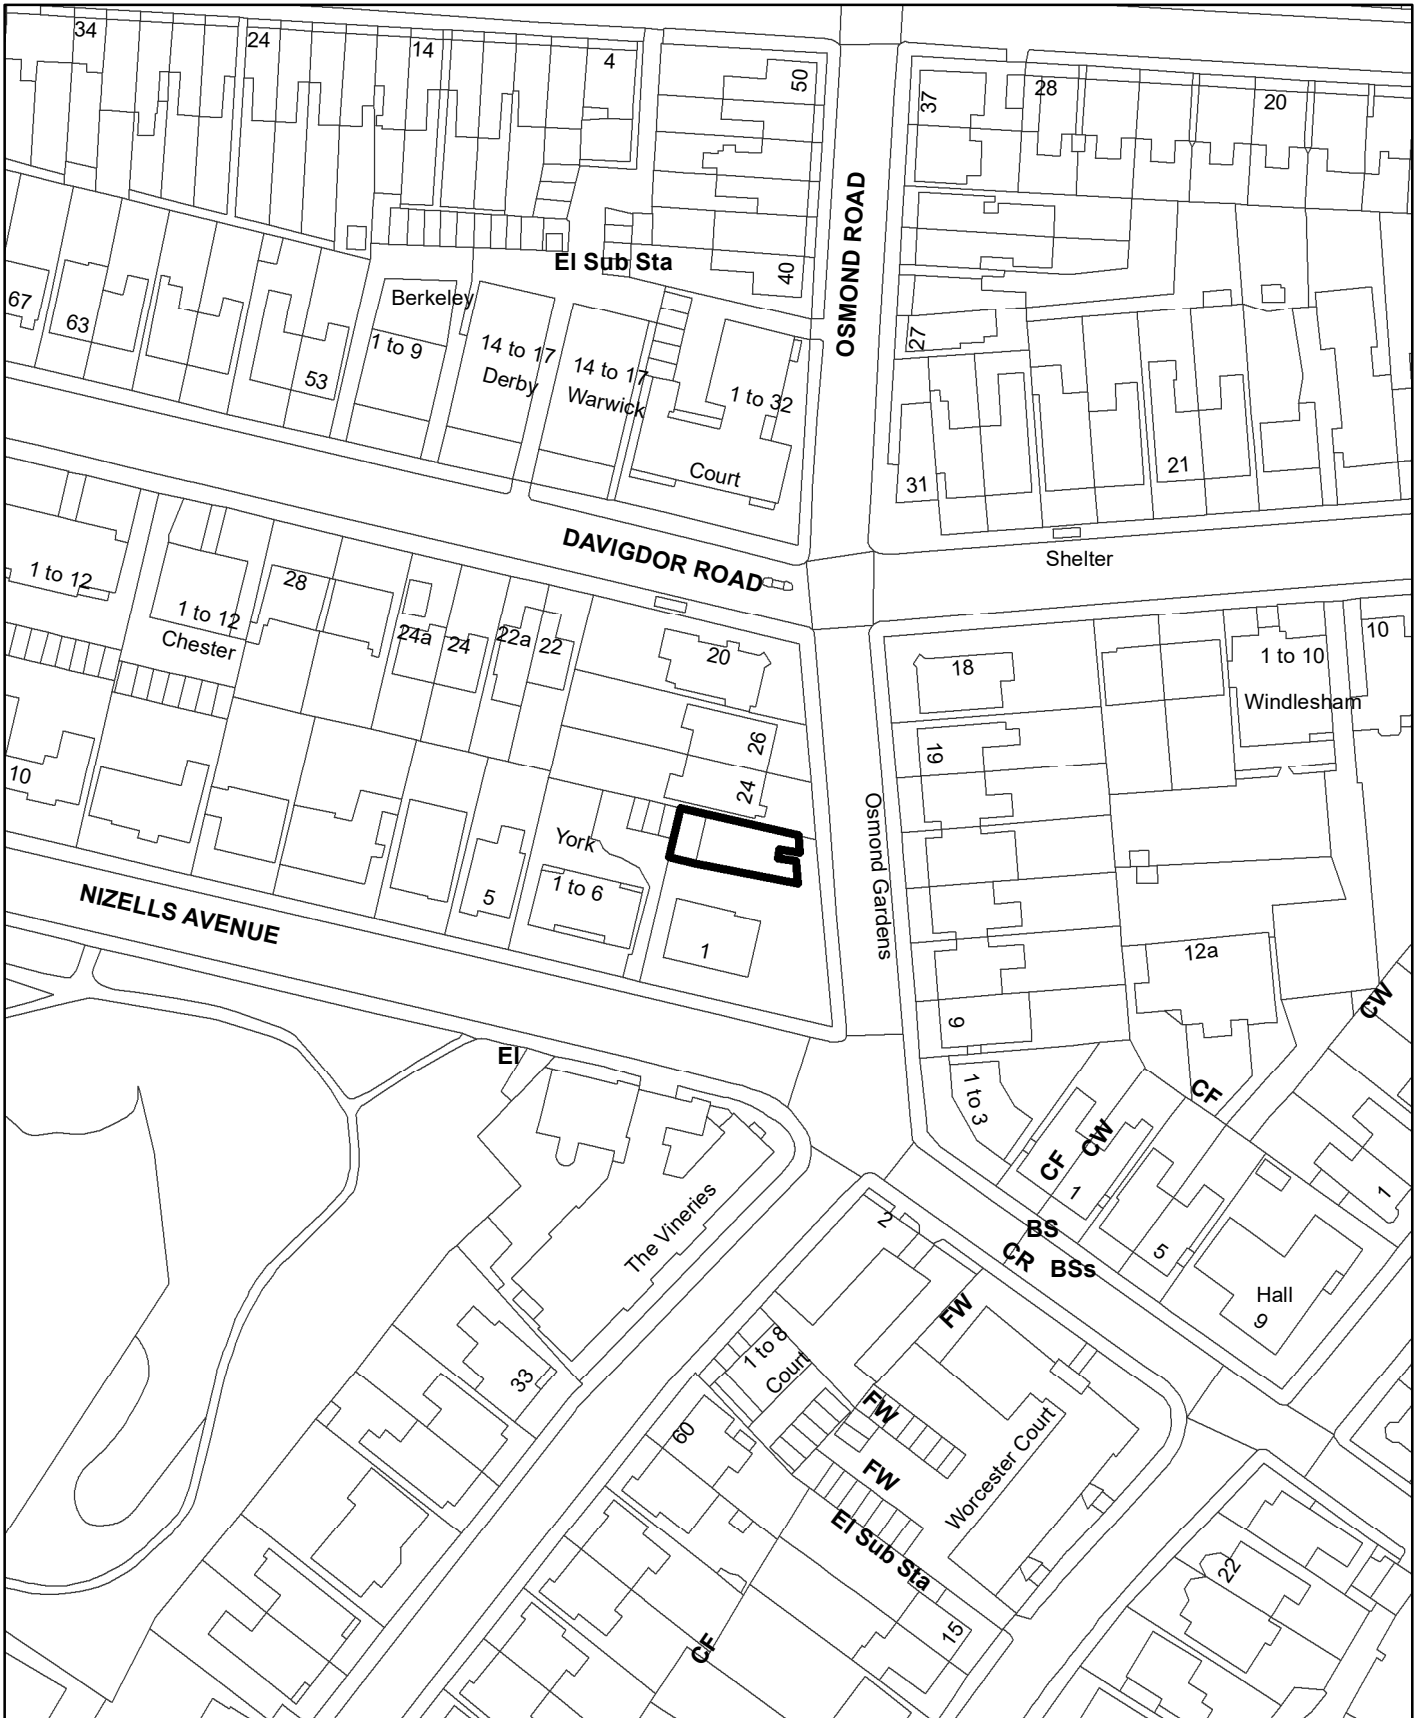 34
24
14
4
50
37
28
20
OSMOND ROAD
El Sub Sta
40
67
63
53
Berkeley
1 to 9
14 to 17
Derby
14 to 17
Warwick
1 to 32
Court
27
31
21
DAVIGDOR ROAD
Shelter
1 to 12
1 to 12
Chester
28
24a
24
22a
22
20
18
1 to 10
Windlesham
10
26
24
19
10
York
1 to 6
5
1
Osmond Gardens
NIZELLS AVENUE
12a
CW
9
El
1 to 3
CF
CW
CF
1
1
The Vineries
2
BS
CR
BSs
5
Hall
9
FW
1 to 8
Court
33
60
FW
FW
Worcester Court
El Sub Sta
22
15
CF